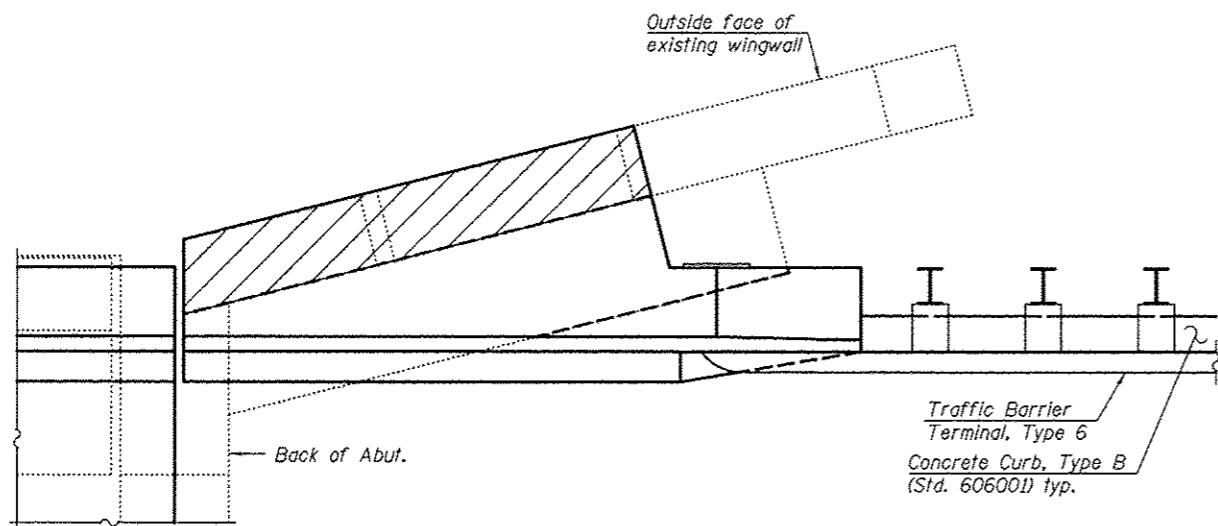 Outside face of
existing wingwall
Traffic Barrier
Terminal, Type 6
Back of Abut.
Concrete Curb, Type B
(Std. 606001) typ.